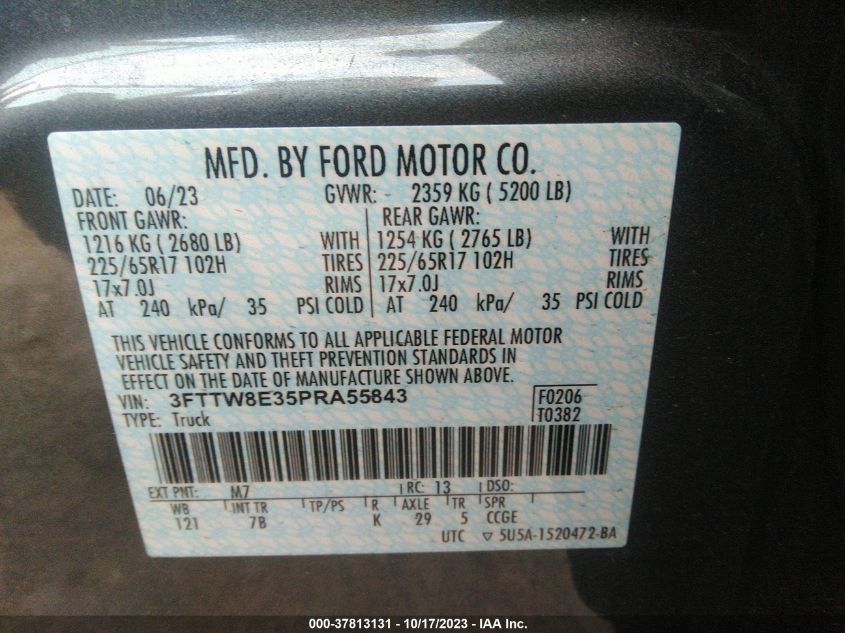 MFD. BY FORD MOTOR CO.
DATE: 06/23 GVWR: 2359 KG ( 5200 LB)
FRONT GAWR: REAR GAWR:
1216 KG ( 2680 LB) WITH 1254 KG ( 2765 LB) WITH
225/65R17 102H TIRES 225/65R17 102H TIRES
17x7.0J RIMS 17x7.0J RIMS
AT 240 kPa/ 35 PSI COLD AT 240 kPa/ 35 PSI COLD
THIS VEHICLE CONFORMS TO ALL APPLICABLE FEDERAL MOTOR
VEHICLE SAFETY AND THEFT PREVENTION STANDARDS IN
EFFECT ON THE DATE OF MANUFACTURE SHOWN ABOVE.
VIN: 3FTTW8E35PRA55843 F0206
TYPE: Truck T0382
EXT PNT: M7 RC: 13 DSO:
WB INT TR TP/PS R AXLE TR SPR
121 7B K 29 5 CCGE
UTC ▽ 5U5A-1520472-BA
000-37813131 - 10/17/2023 - IAA Inc.